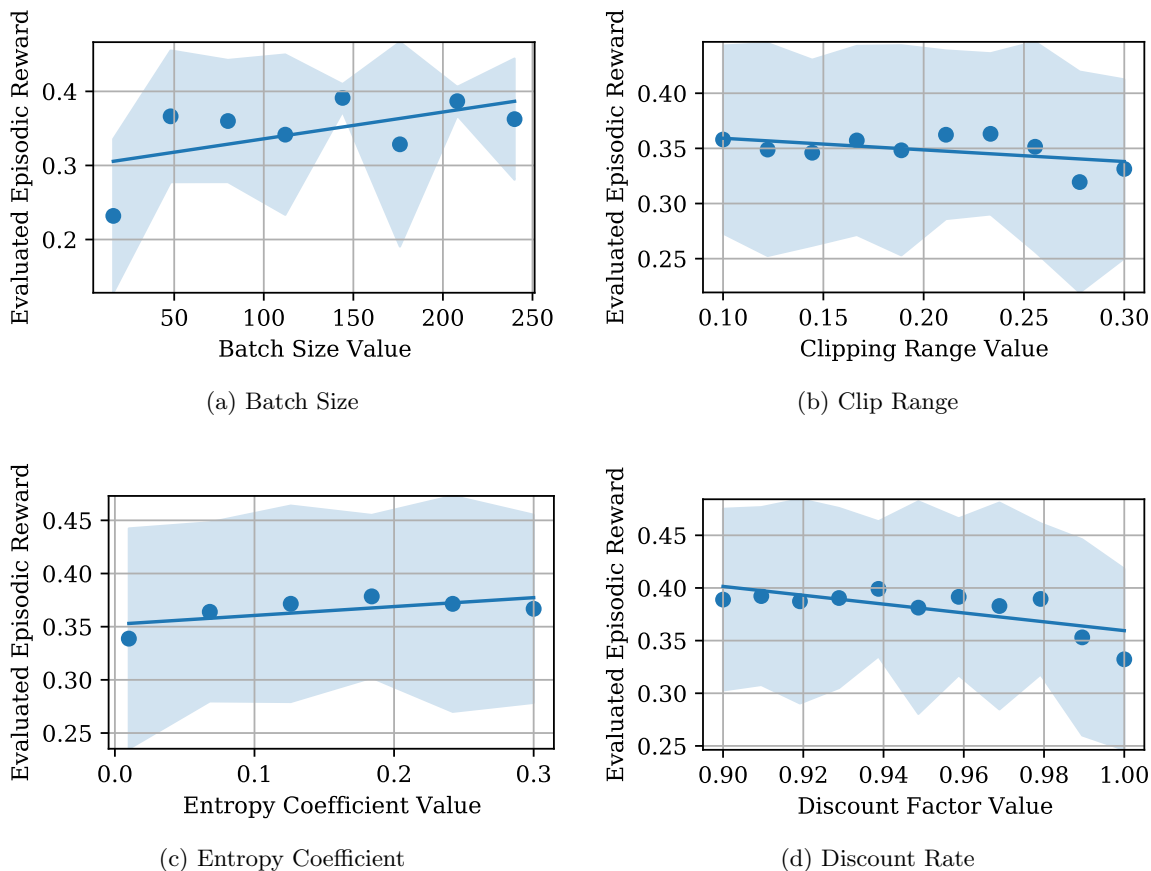 Evaluated Episodic Reward
0.4
0.3
0.2
50 100 150 200 250
Batch Size Value
(a) Batch Size
Evaluated Episodic Reward
0.40
0.35
0.30
0.25
0.10 0.15 0.20 0.25 0.30
Clipping Range Value
(b) Clip Range
Evaluated Episodic Reward
0.45
0.40
0.35
0.30
0.25
0.0 0.1 0.2 0.3
Entropy Coefficient Value
(c) Entropy Coefficient
Evaluated Episodic Reward
0.45
0.40
0.35
0.30
0.25
0.90 0.92 0.94 0.96 0.98 1.00
Discount Factor Value
(d) Discount Rate